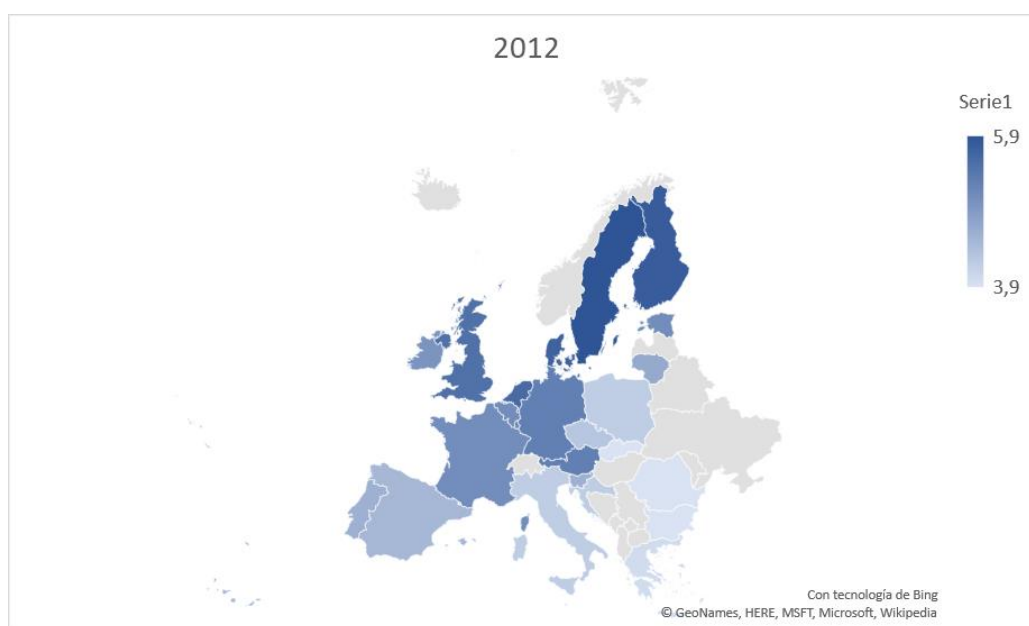 2012
Serie1
5,9
3,9
Con tecnología de Bing
© GeoNames, HERE, MSFT, Microsoft, Wikipedia